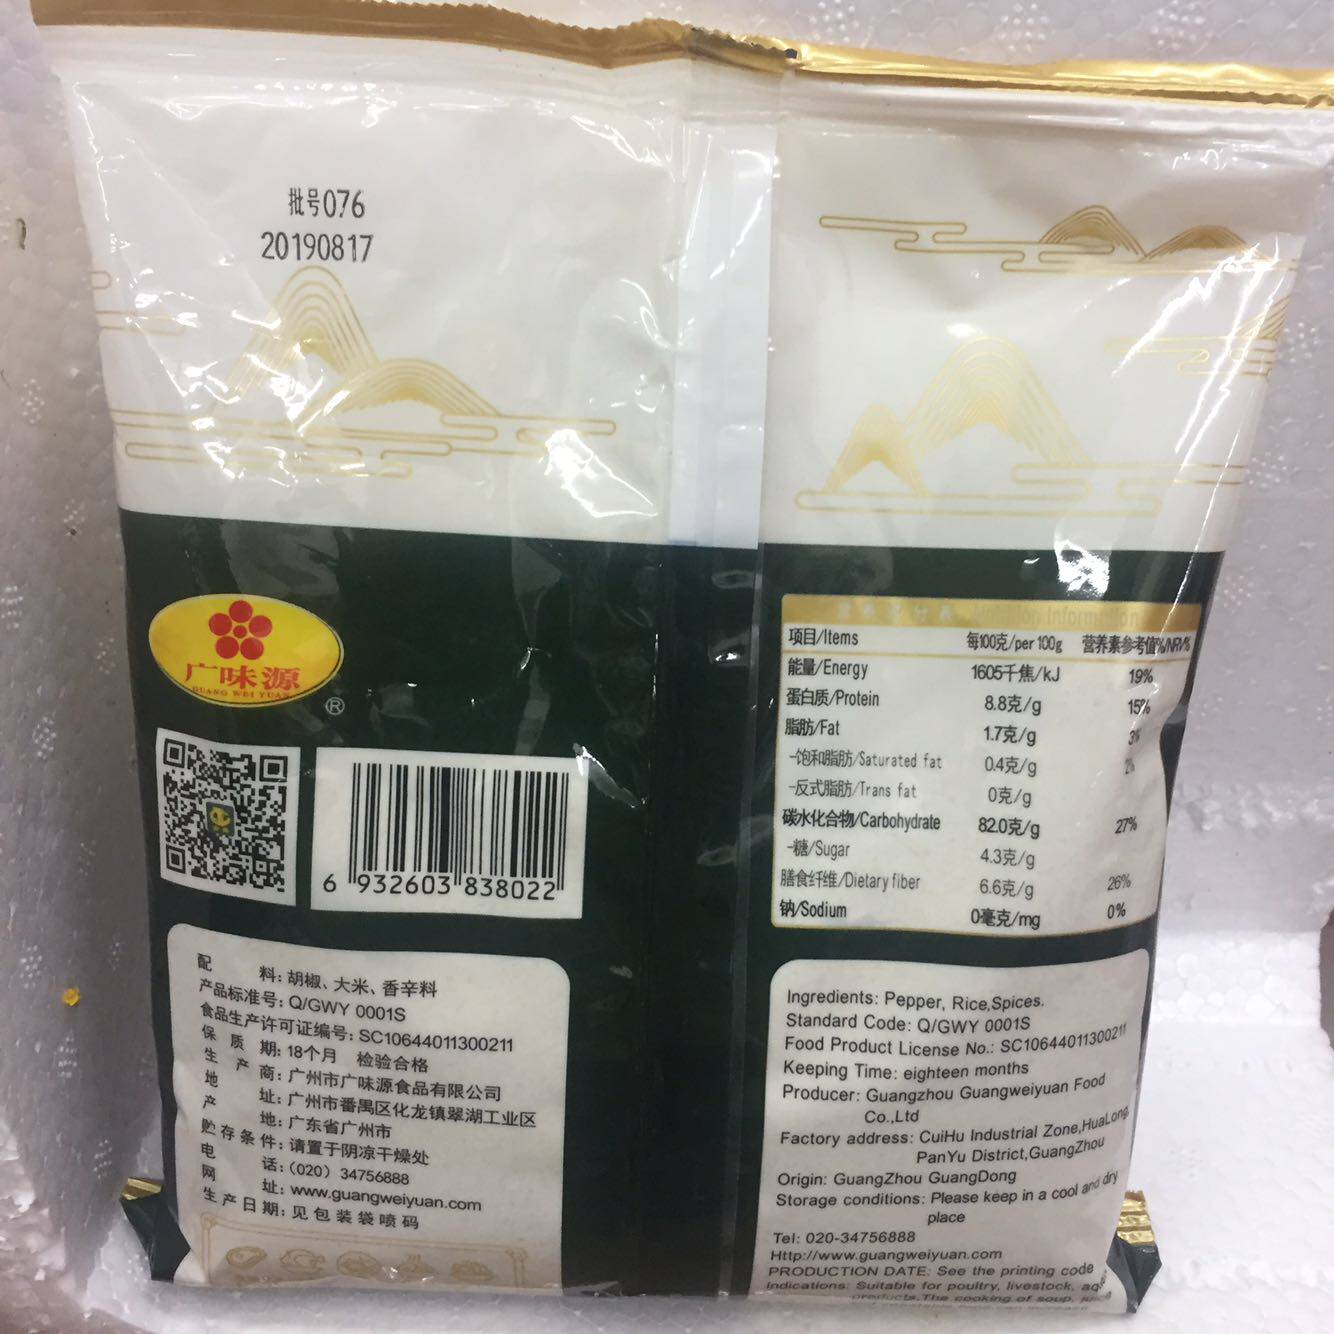 批号076
20190817
广味源
GUANG WEI YUAN
®
6 932603 838022
配料: 胡椒、大米、香辛料
产品标准号: Q/GWY 0001S
食品生产许可证编号: SC10644011300211
保质期: 18个月 检验合格
生产商: 广州市广味源食品有限公司
地址: 广州市番禺区化龙镇翠湖工业区
产地: 广东省广州市
贮存条件: 请置于阴凉干燥处
电话: (020) 34756888
网址: www.guangweiyuan.com
生产日期: 见包装袋喷码
Nutrition Information
项目/Items 每100克/per 100g 营养素参考值%/NRV%
能量/Energy 1605千焦/kJ 19%
蛋白质/Protein 8.8克/g 15%
脂肪/Fat 1.7克/g 3%
-饱和脂肪/Saturated fat 0.4克/g 2%
-反式脂肪/Trans fat 0克/g
碳水化合物/Carbohydrate 82.0克/g 27%
-糖/Sugar 4.3克/g
膳食纤维/Dietary fiber 6.6克/g 26%
钠/Sodium 0毫克/mg 0%
Ingredients: Pepper, Rice,Spices.
Standard Code: Q/GWY 0001S
Food Product License No.: SC10644011300211
Keeping Time: eighteen months
Producer: Guangzhou Guangweiyuan Food
Co.,Ltd
Factory address: CuiHu Industrial Zone,HuaLong,
PanYu District,GuangZhou
Origin: GuangZhou GuangDong
Storage conditions: Please keep in a cool and dry
place
Tel: 020-34756888
Http://www.guangweiyuan.com
PRODUCTION DATE: See the printing code
Indications: Suitable for poultry, livestock,
products.The cooking of soup,